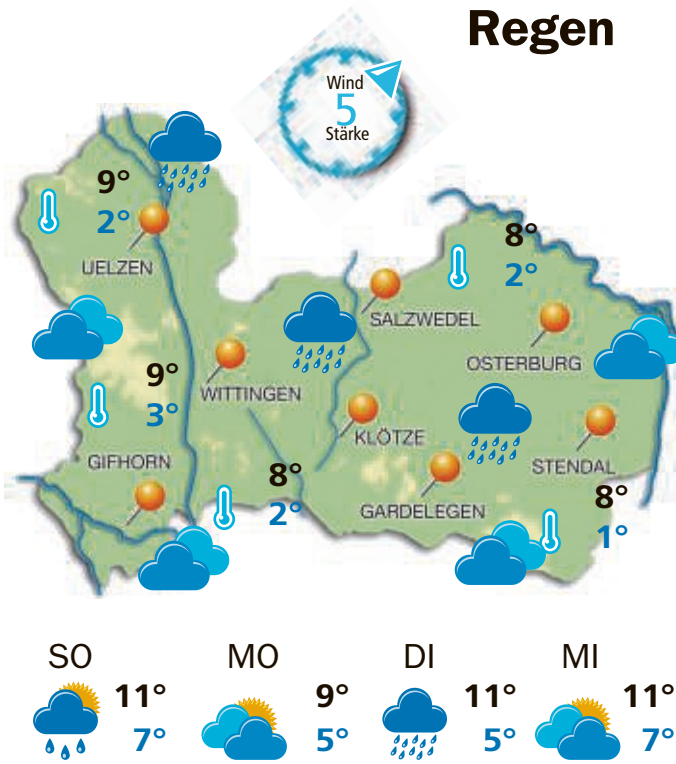 Regen
Wind
5
Stärke
9°
2°
UELZEN
8°
2°
SALZWEDEL
OSTERBURG
9°
3°
WITTINGEN
KLÖTZE
GIFHORN
8°
2°
STENDAL
GARDELEGEN
8°
1°
SO MO DI MI
11° 9° 11° 11°
7° 5° 5° 7°